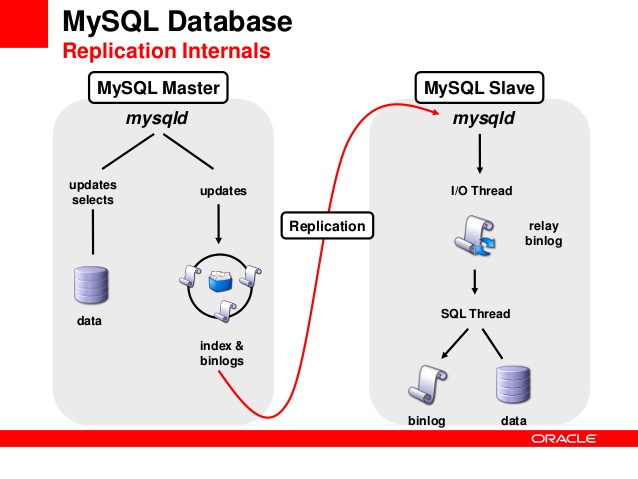 MySQL Database
Replication Internals
MySQL Master
mysqld
updates
selects
updates
data
index &
binlogs
Replication
MySQL Slave
mysqld
I/O Thread
relay
binlog
SQL Thread
binlog
data
ORACLE